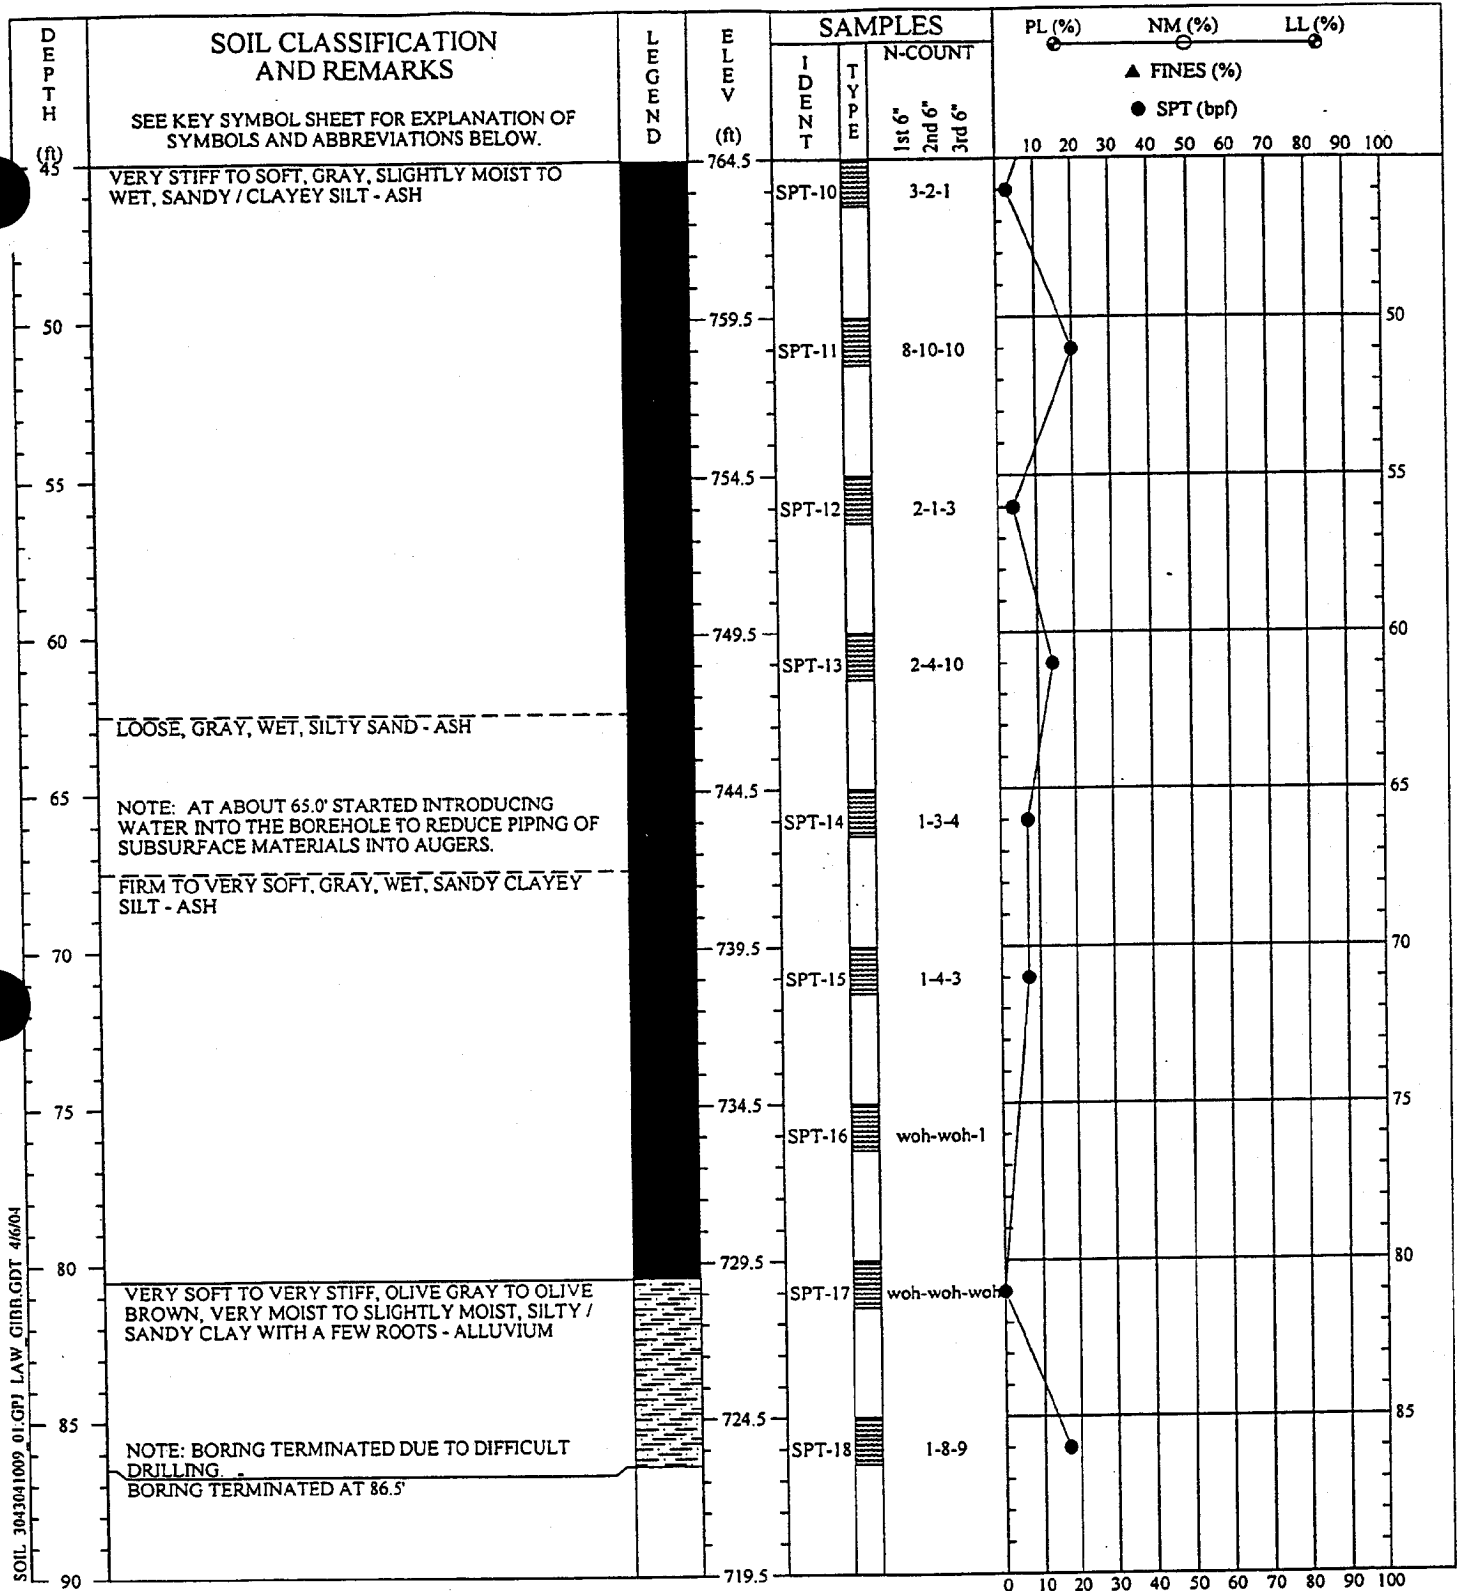 DEPTH
(ft)
SOIL CLASSIFICATION
AND REMARKS
SEE KEY SYMBOL SHEET FOR EXPLANATION OF
SYMBOLS AND ABBREVIATIONS BELOW.
LEGEND
ELEV
(ft)
SAMPLES
IDENT
TYPE
N-COUNT
1st 6"
2nd 6"
3rd 6"
PL (%) NM (%) LL (%)
▲ FINES (%)
● SPT (bpf)
10 20 30 40 50 60 70 80 90 100
45 764.5
VERY STIFF TO SOFT, GRAY, SLIGHTLY MOIST TO
WET, SANDY / CLAYEY SILT - ASH
SPT-10 3-2-1
50 759.5 50
SPT-11 8-10-10
55 754.5 55
SPT-12 2-1-3
60 749.5 60
SPT-13 2-4-10
LOOSE, GRAY, WET, SILTY SAND - ASH
65 744.5 65
NOTE: AT ABOUT 65.0' STARTED INTRODUCING
WATER INTO THE BOREHOLE TO REDUCE PIPING OF
SUBSURFACE MATERIALS INTO AUGERS.
SPT-14 1-3-4
FIRM TO VERY SOFT, GRAY, WET, SANDY CLAYEY
SILT - ASH
70 739.5 70
SPT-15 1-4-3
75 734.5 75
SPT-16 woh-woh-1
80 729.5 80
VERY SOFT TO VERY STIFF, OLIVE GRAY TO OLIVE
BROWN, VERY MOIST TO SLIGHTLY MOIST, SILTY /
SANDY CLAY WITH A FEW ROOTS - ALLUVIUM
SPT-17 woh-woh-woh
85 724.5 85
NOTE: BORING TERMINATED DUE TO DIFFICULT
DRILLING.
SPT-18 1-8-9
BORING TERMINATED AT 86.5'
90 719.5
0 10 20 30 40 50 60 70 80 90 100
SOIL 3043041009_01.GPJ LAW_GIBB.GDT 4/6/04